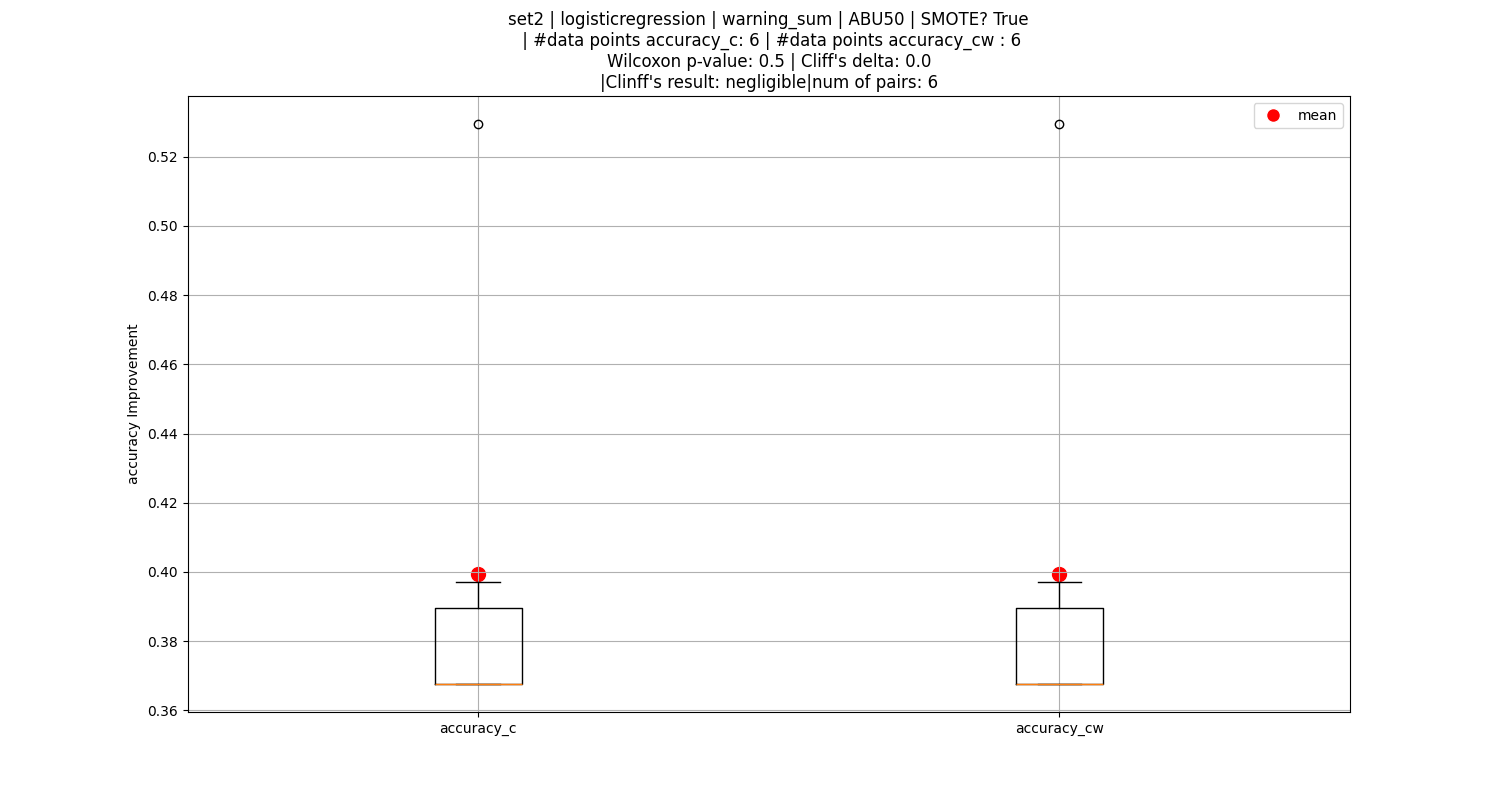 set2 | logisticregression | warning_sum | ABU50 | SMOTE? True
| #data points accuracy_c: 6 | #data points accuracy_cw : 6
Wilcoxon p-value: 0.5 | Cliff's delta: 0.0
|Clinff's result: negligible|num of pairs: 6
mean
0.52
0.50
0.48
0.46
0.44
0.42
0.40
0.38
0.36
accuracy Improvement
accuracy_c
accuracy_cw